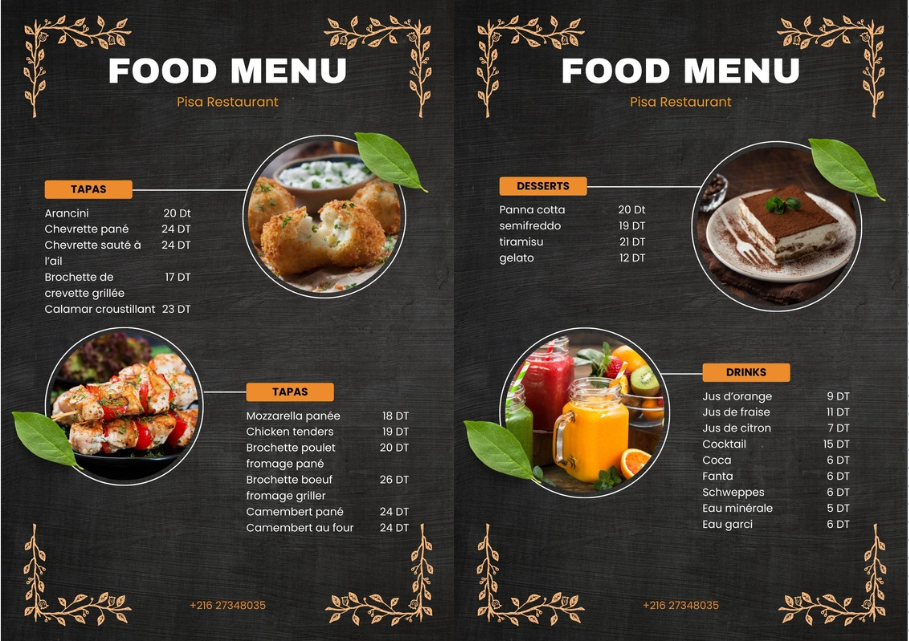 FOOD MENU
Pisa Restaurant
TAPAS
Arancini 20 Dt
Chevrette pané 24 DT
Chevrette sauté à 24 DT
l'ail
Brochette de 17 DT
crevette grillée
Calamar croustillant 23 DT
TAPAS
Mozzarella panée 18 DT
Chicken tenders 19 DT
Brochette poulet 20 DT
fromage pané
Brochette boeuf 26 DT
fromage griller
Camembert pané 24 DT
Camembert au four 24 DT
+216 27348035
FOOD MENU
Pisa Restaurant
DESSERTS
Panna cotta 20 Dt
semifreddo 19 DT
tiramisu 21 DT
gelato 12 DT
DRINKS
Jus d'orange 9 DT
Jus de fraise 11 DT
Jus de citron 7 DT
Cocktail 15 DT
Coca 6 DT
Fanta 6 DT
Schweppes 6 DT
Eau minérale 5 DT
Eau garci 6 DT
+216 27348035